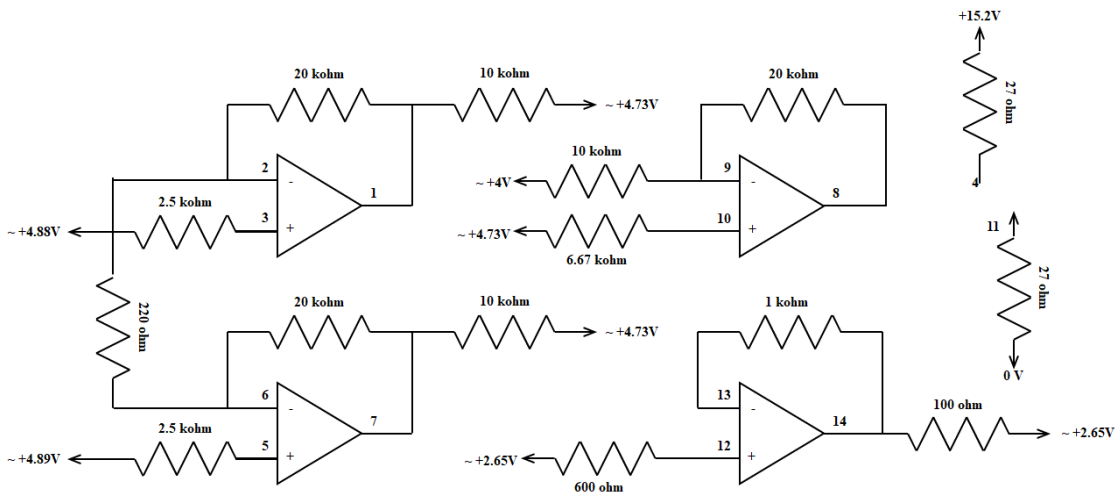 +15.2V
20 kohm
10 kohm
20 kohm
27 ohm
~ +4.73V
10 kohm
2
-
1
9
-
8
4
~ +4V
2.5 kohm
3
+
10
+
11
~ +4.88V
~ +4.73V
6.67 kohm
27 ohm
220 ohm
20 kohm
10 kohm
1 kohm
~ +4.73V
0 V
6
-
7
13
-
14
100 ohm
2.5 kohm
5
+
12
+
~ +2.65V
~ +4.89V
~ +2.65V
600 ohm